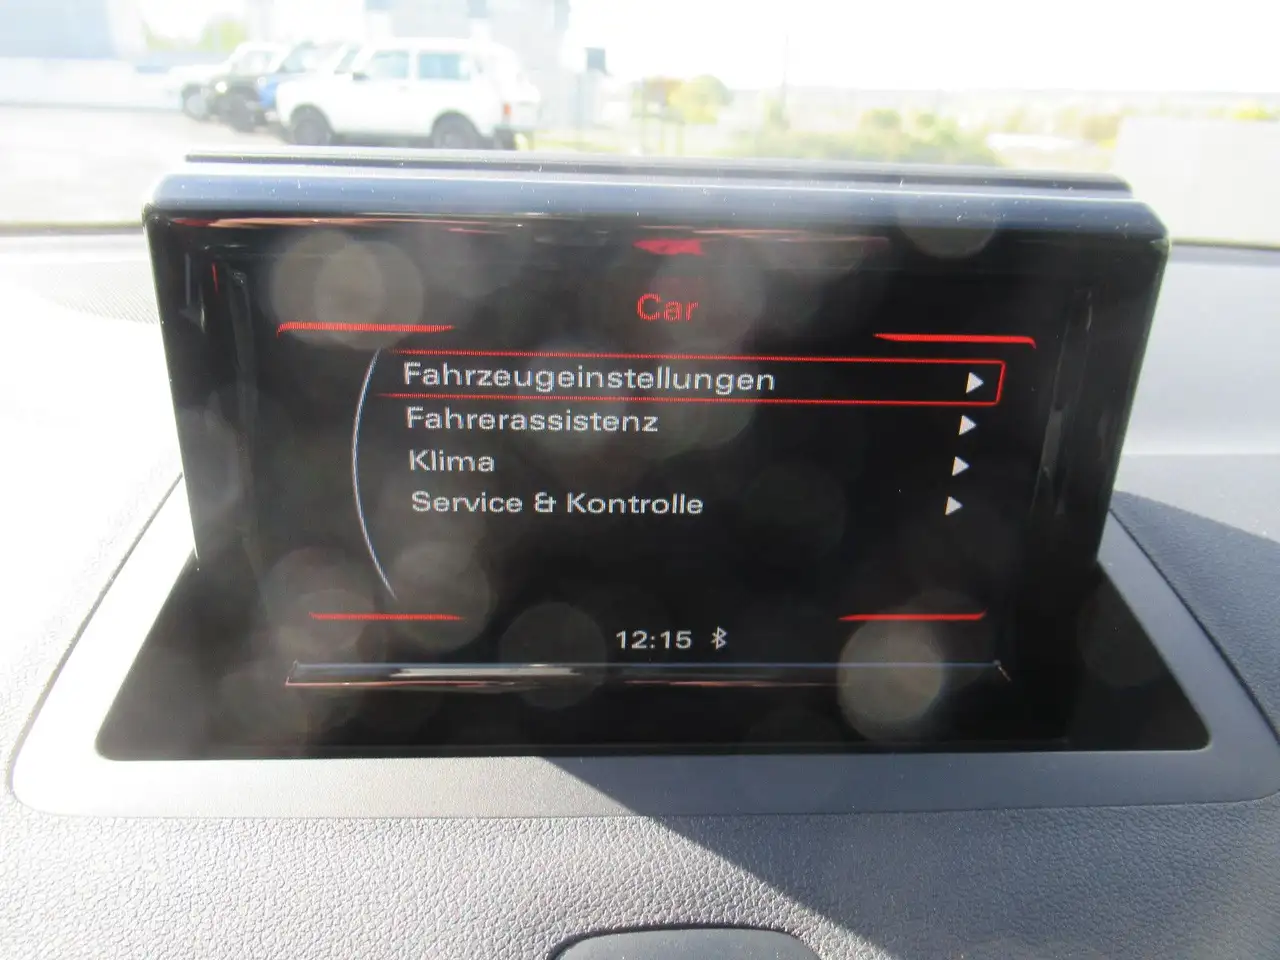 Car
Fahrzeugeinstellungen
Fahrerassistenz
Klima
Service & Kontrolle
12:15